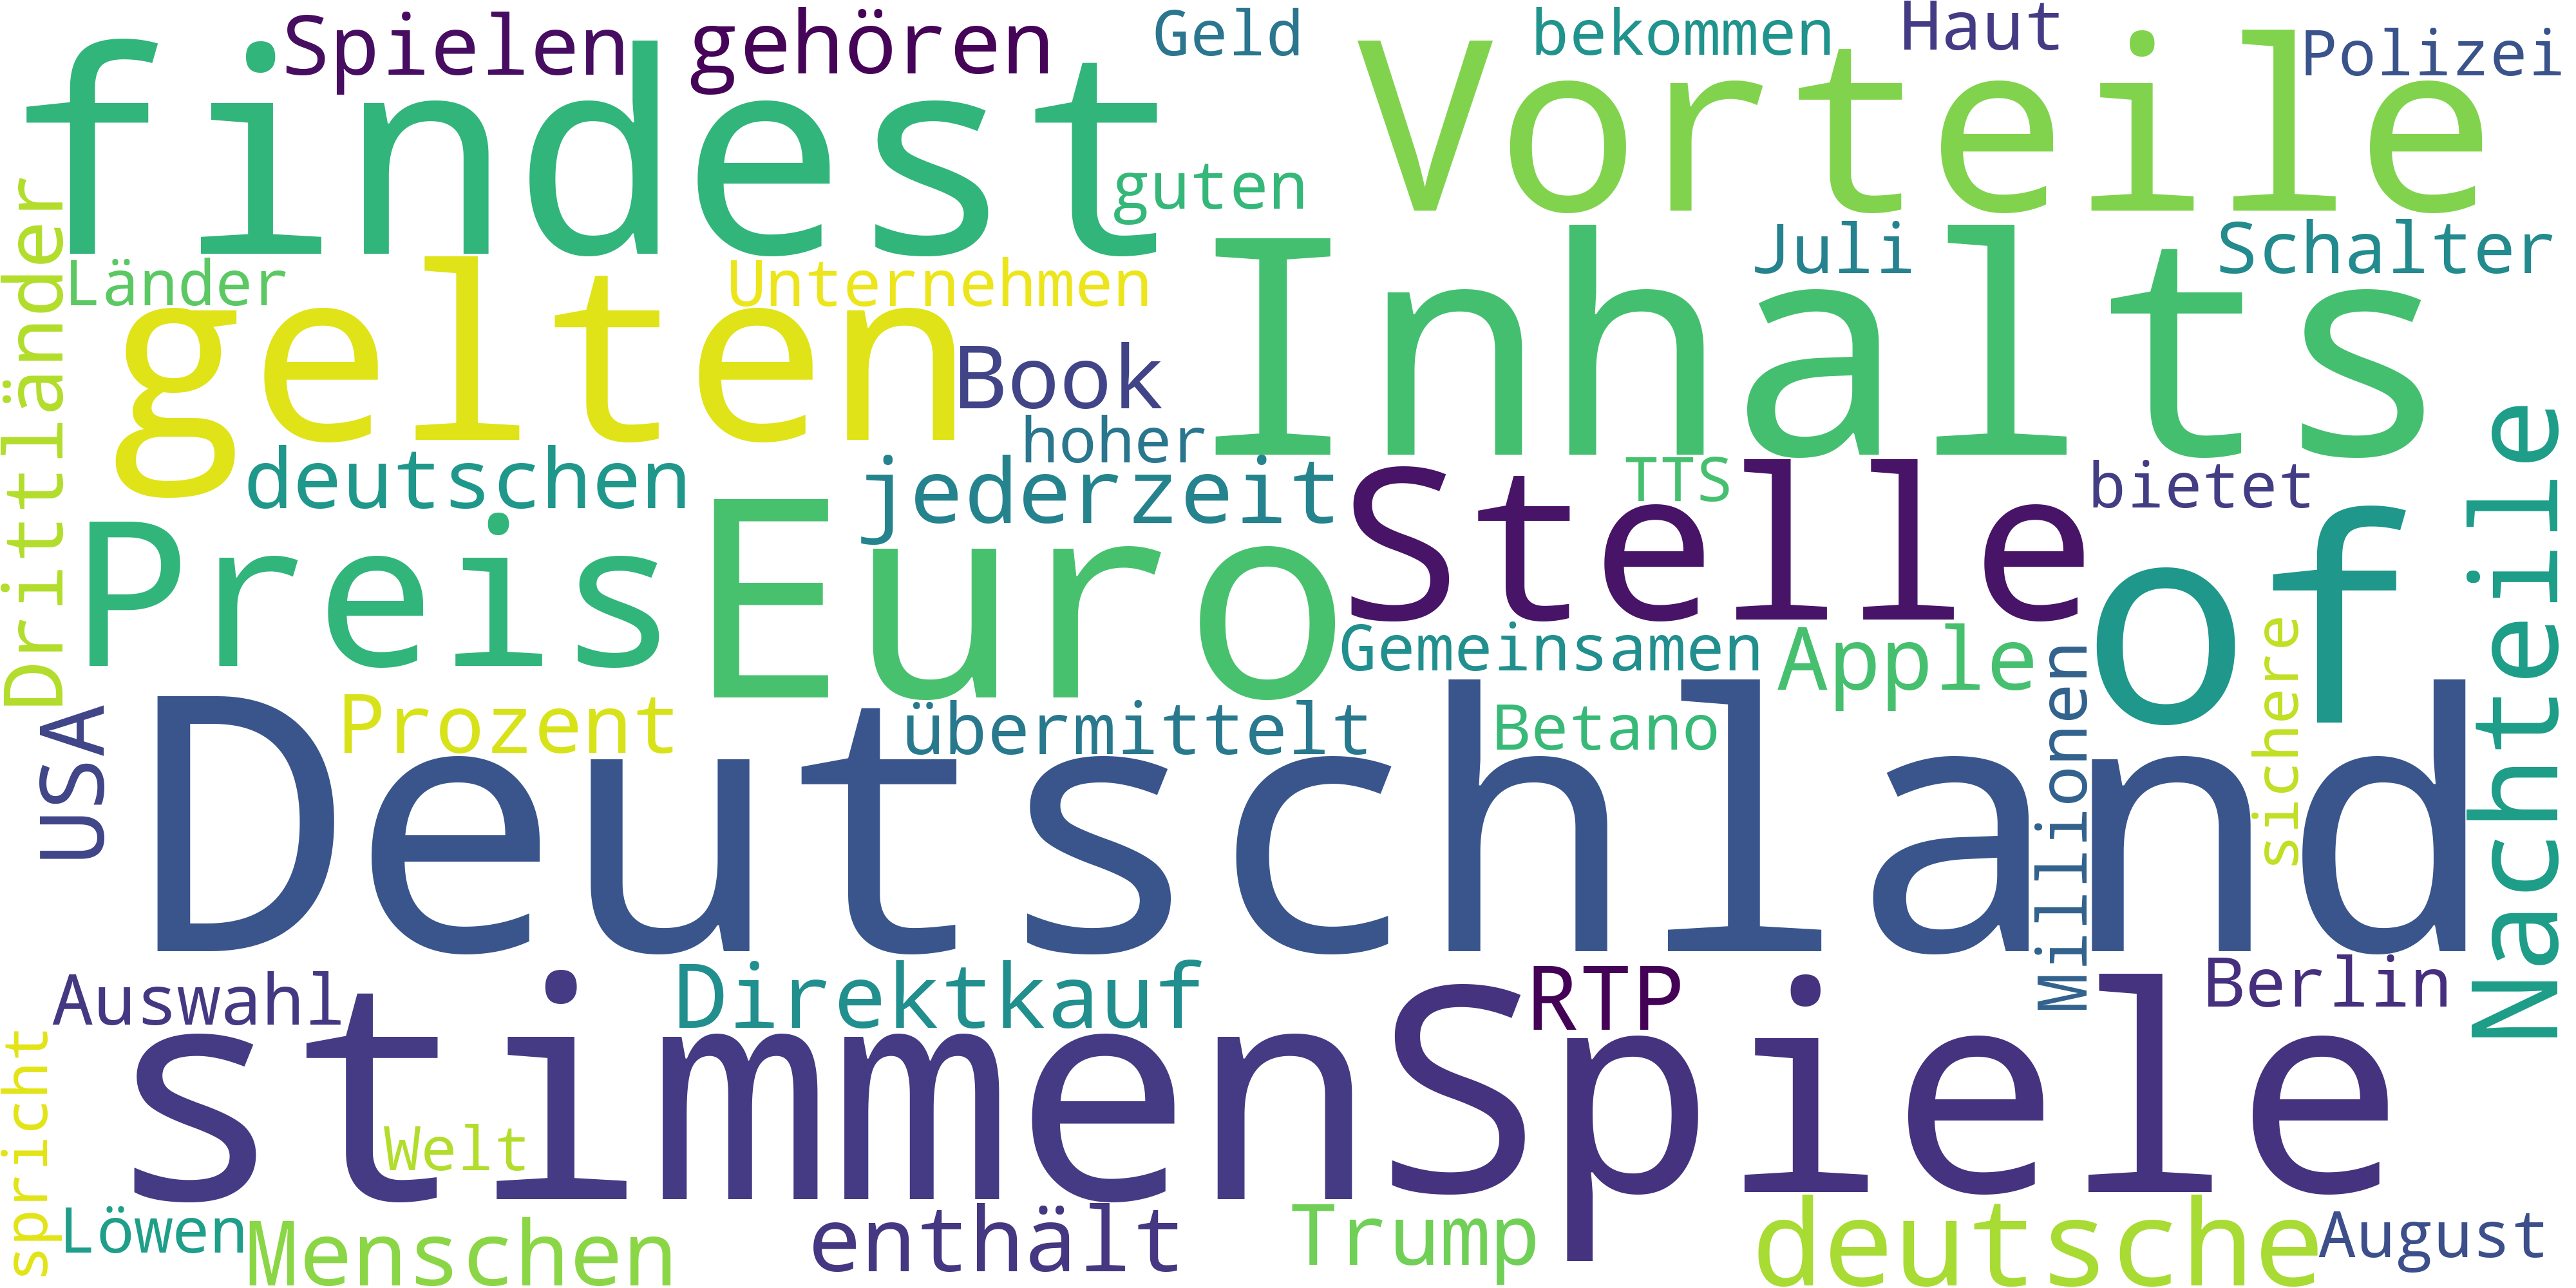 Spielen
gehören
Geld
bekommen
Haut
Polizei
findest
Vorteile
guten
Drittländer
Länder
Unternehmen
Juli
Schalter
gelten
Inhalts
Book
hoher
deutschen
jederzeit
TTS
bietet
Nachteile
Preis
Euro
Stelle
of
Gemeinsamen
Apple
sichere
Millionen
USA
Prozent
übermittelt
Betano
Deutschland
Auswahl
Direktkauf
RTP
Berlin
spricht
stimmen
Spiele
Welt
Löwen
Menschen
enthält
Trump
deutsche
August